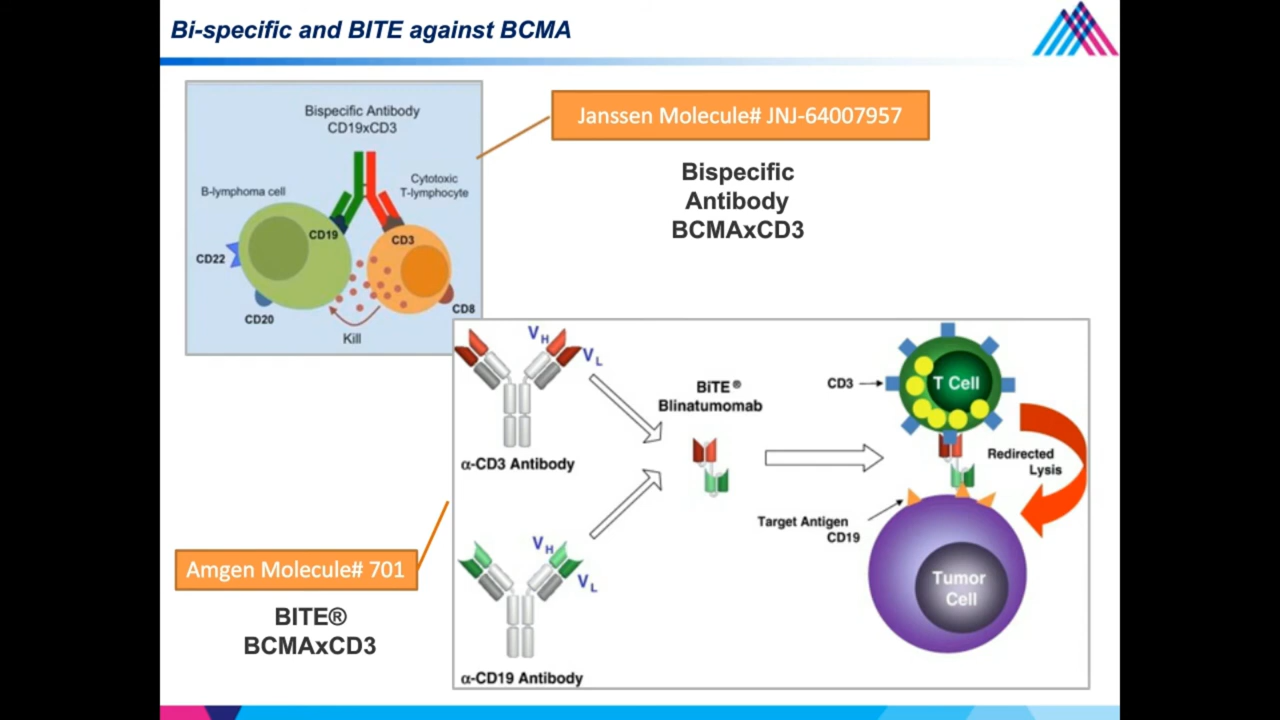 Bi-specific and BITE against BCMA
Bispecific Antibody
CD19xCD3
B-lymphoma cell
Cytotoxic
T-lymphocyte
CD19
CD3
CD22
CD20
CD8
Kill
Janssen Molecule# JNJ-64007957
Bispecific
Antibody
BCMAxCD3
VH
VL
α-CD3 Antibody
BiTE®
Blinatumomab
CD3
T Cell
Redirected
Lysis
Target Antigen
CD19
Tumor
Cell
VH
VL
α-CD19 Antibody
Amgen Molecule# 701
BITE®
BCMAxCD3